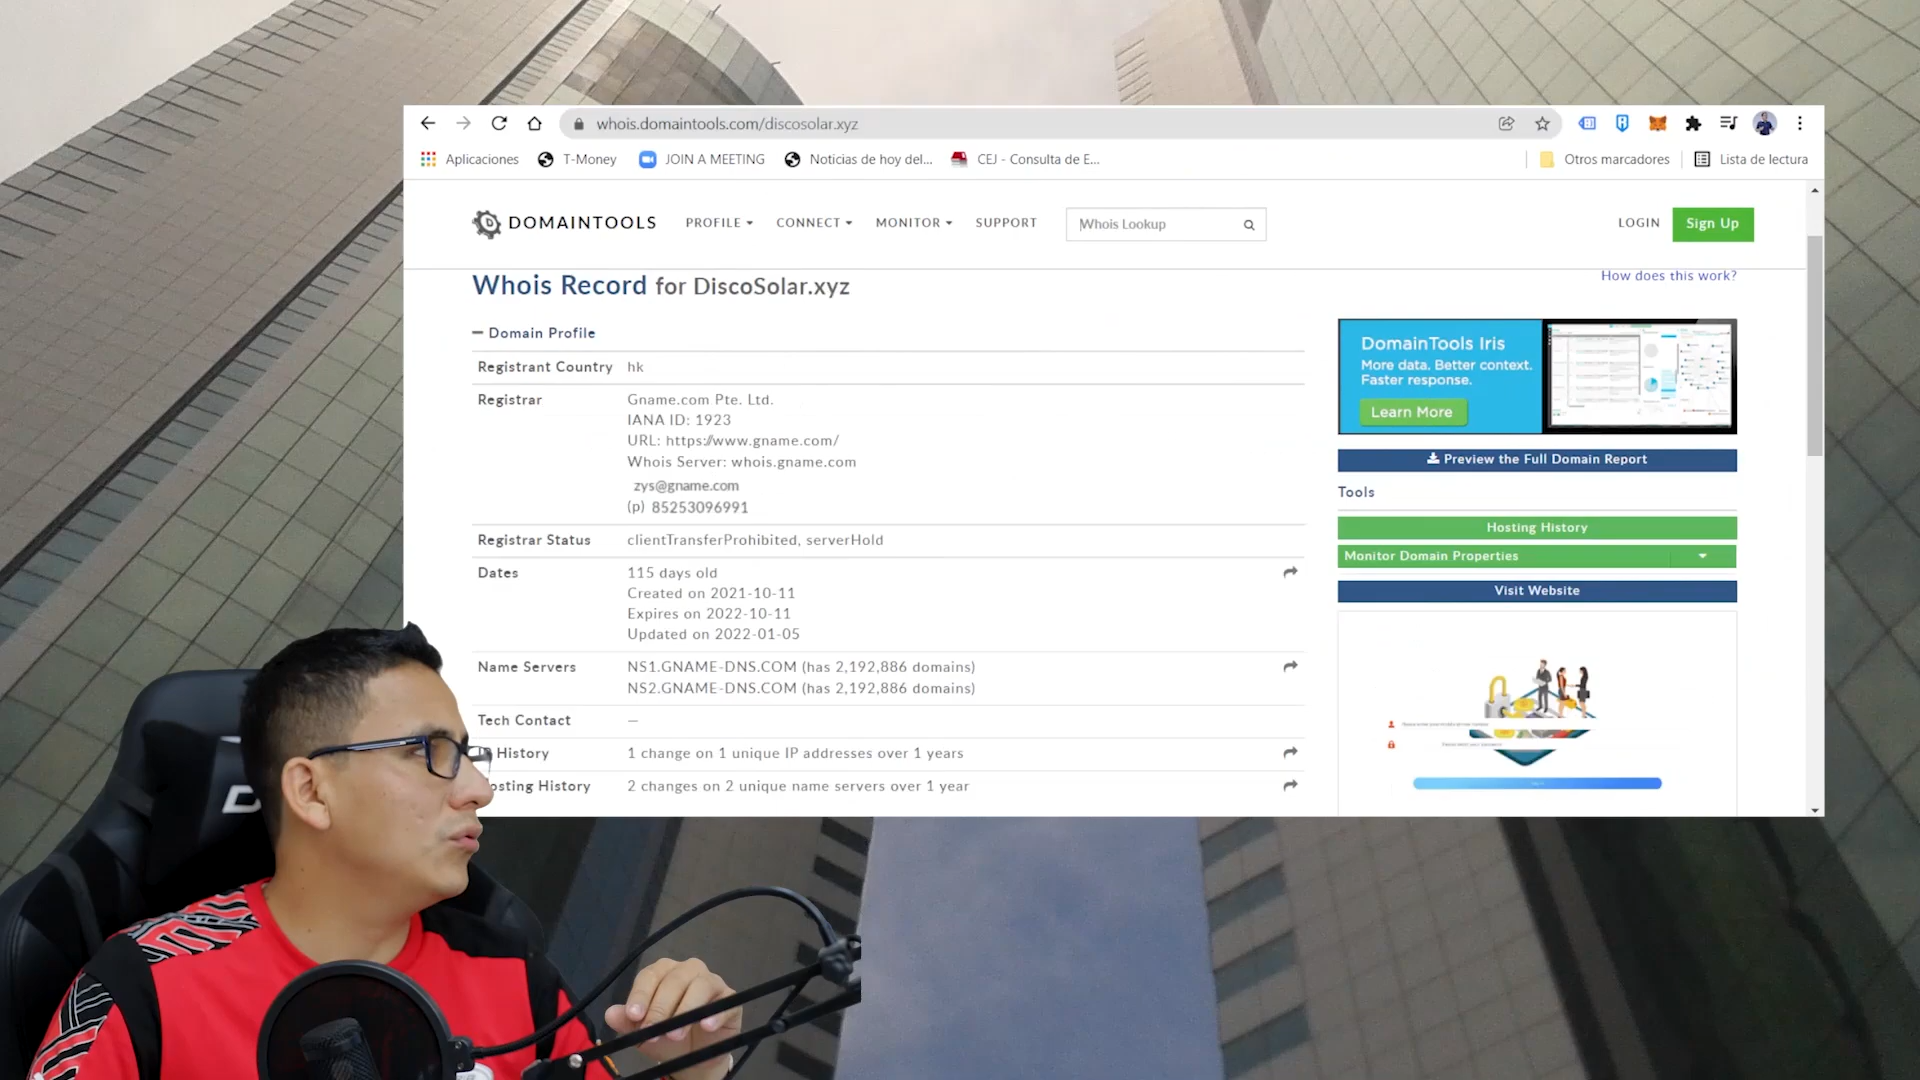 whois.domaintools.com/discosolar.xyz
Aplicaciones T-Money JOIN A MEETING Noticias de hoy del... CEJ - Consulta de E... Otros marcadores Lista de lectura
DOMAINTOOLS PROFILE CONNECT MONITOR SUPPORT Whois Lookup LOGIN Sign Up
Whois Record for DiscoSolar.xyz
How does this work?
Domain Profile
Registrant Country hk
Registrar Gname.com Pte. Ltd.
IANA ID: 1923
URL: https://www.gname.com/
Whois Server: whois.gname.com
zys@gname.com
(p) 85253096991
Registrar Status clientTransferProhibited, serverHold
Dates 115 days old
Created on 2021-10-11
Expires on 2022-10-11
Updated on 2022-01-05
Name Servers NS1.GNAME-DNS.COM (has 2,192,886 domains)
NS2.GNAME-DNS.COM (has 2,192,886 domains)
Tech Contact —
History 1 change on 1 unique IP addresses over 1 years
osting History 2 changes on 2 unique name servers over 1 year
DomainTools Iris
More data. Better context.
Faster response.
Learn More
Preview the Full Domain Report
Tools
Hosting History
Monitor Domain Properties
Visit Website